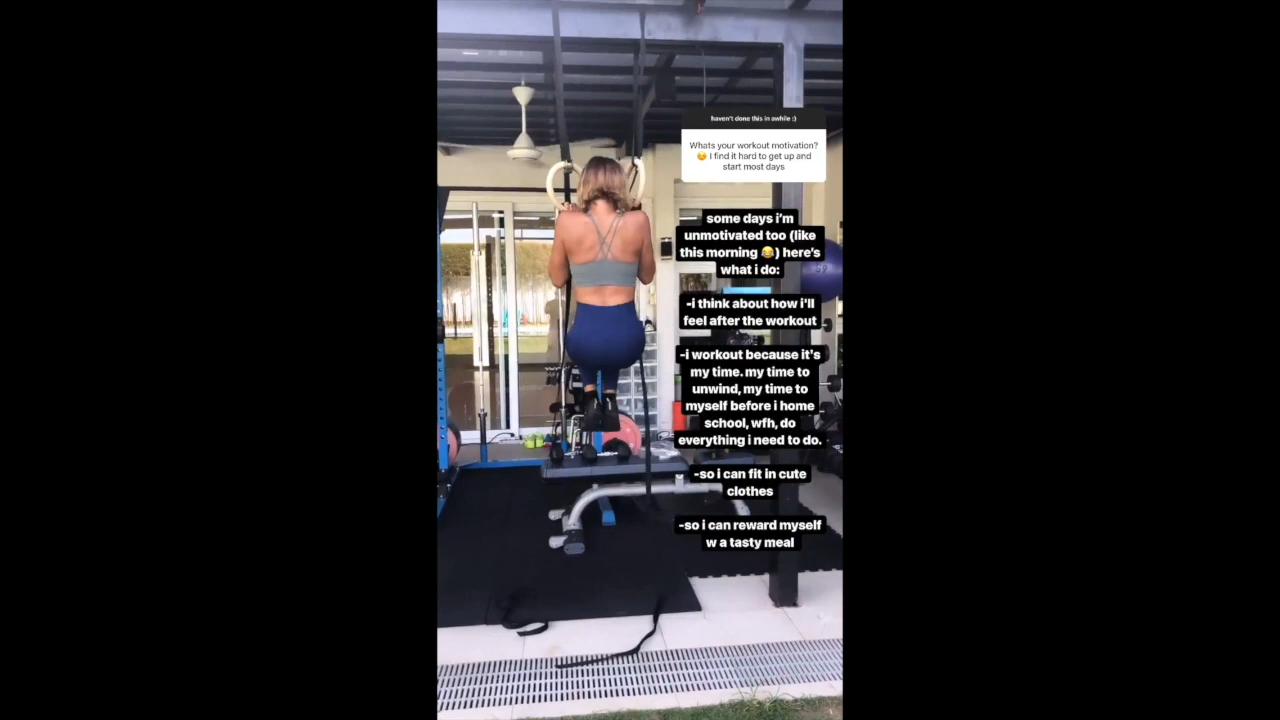 haven't done this in awhile :)
Whats your workout motivation?
☺️ I find it hard to get up and
start most days
some days i'm
unmotivated too (like
this morning 😂) here's
what i do:
-i think about how i'll
feel after the workout
-i workout because it's
my time. my time to
unwind, my time to
myself before i home
school, wfh, do
everything i need to do.
-so i can fit in cute
clothes
-so i can reward myself
w a tasty meal